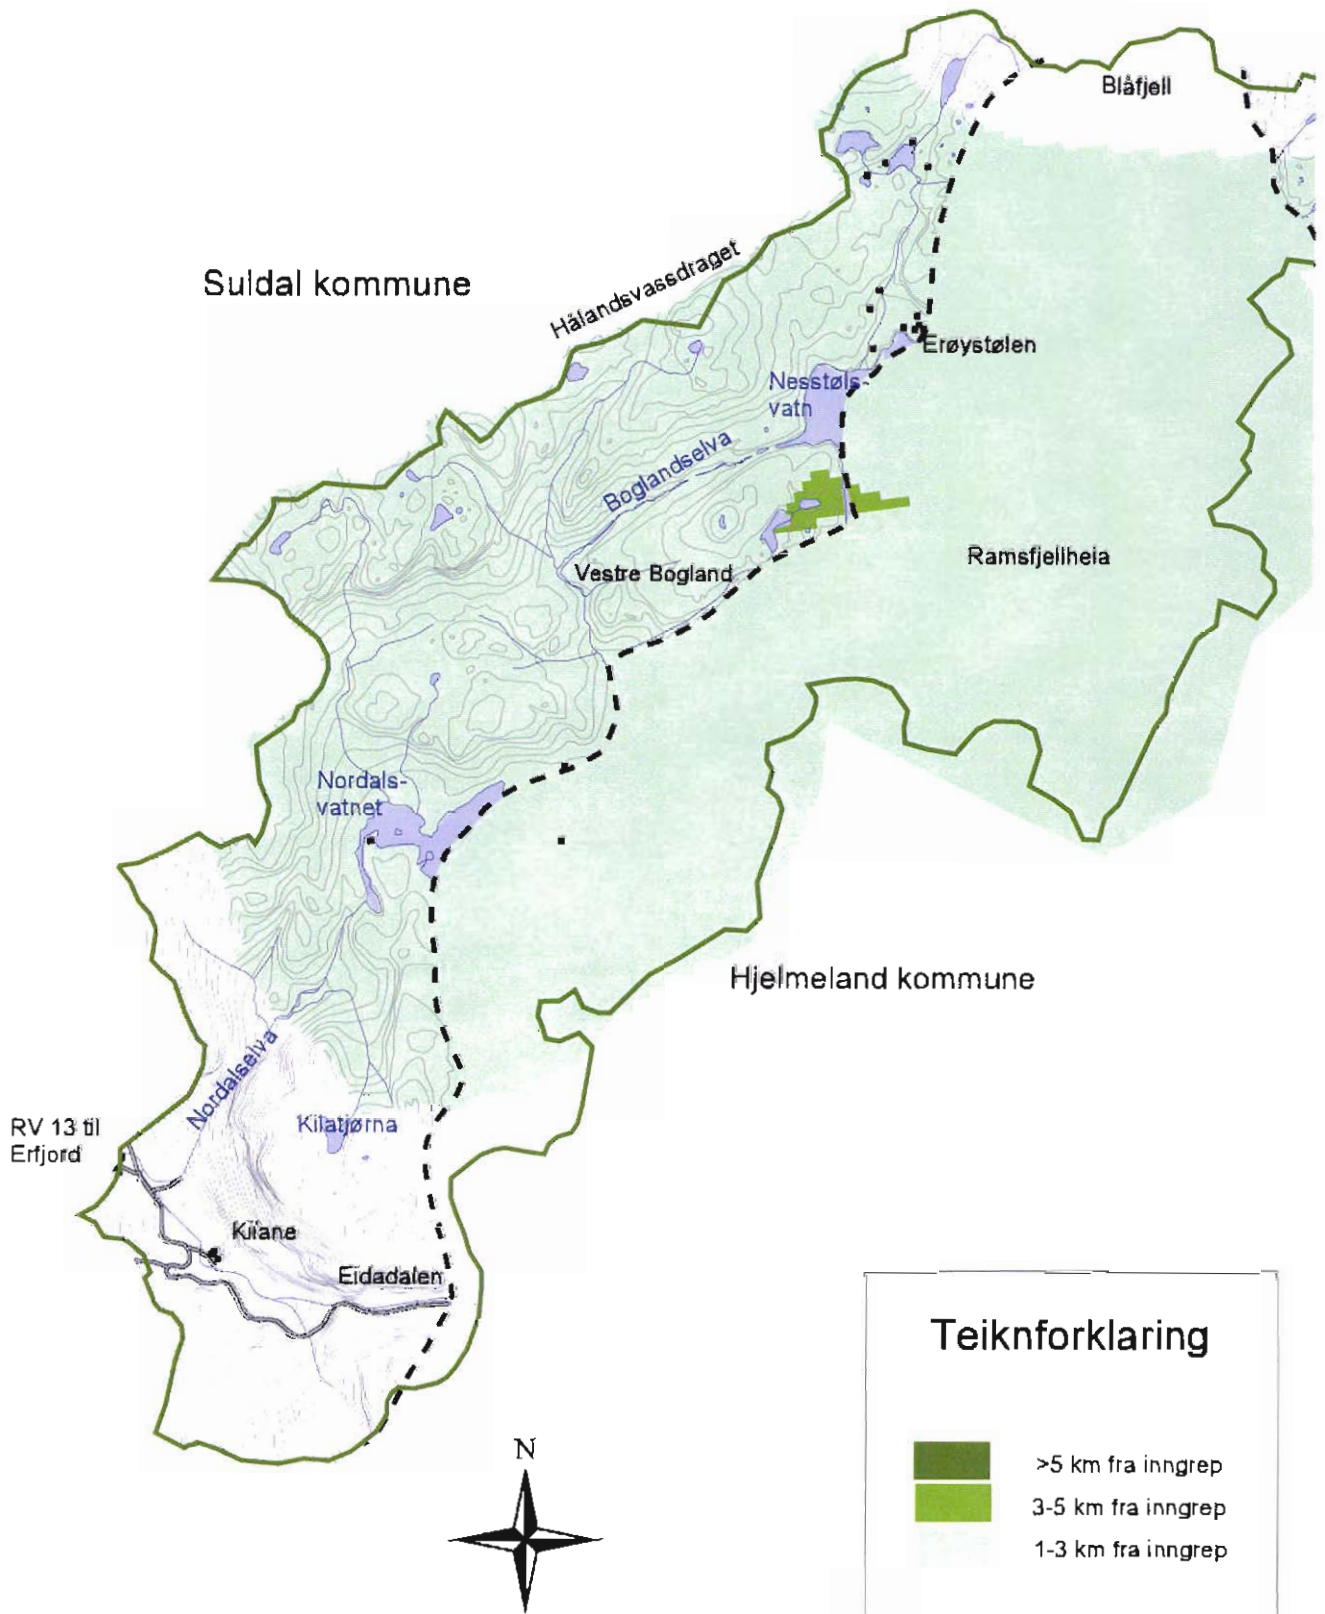 Blåfjell
Suldal kommune
Hålandsvassdraget
Erøystølen
Nesstøls-
vatn
Boglandselva
Vestre Bogland
Ramsfjellheia
Nordals-
vatnet
Hjelmeland kommune
Nordalselva
Kilatjørna
RV 13 til
Erfjord
Kilane
Eidadalen
Teiknforklaring
N
>5 km fra inngrep
3-5 km fra inngrep
1-3 km fra inngrep